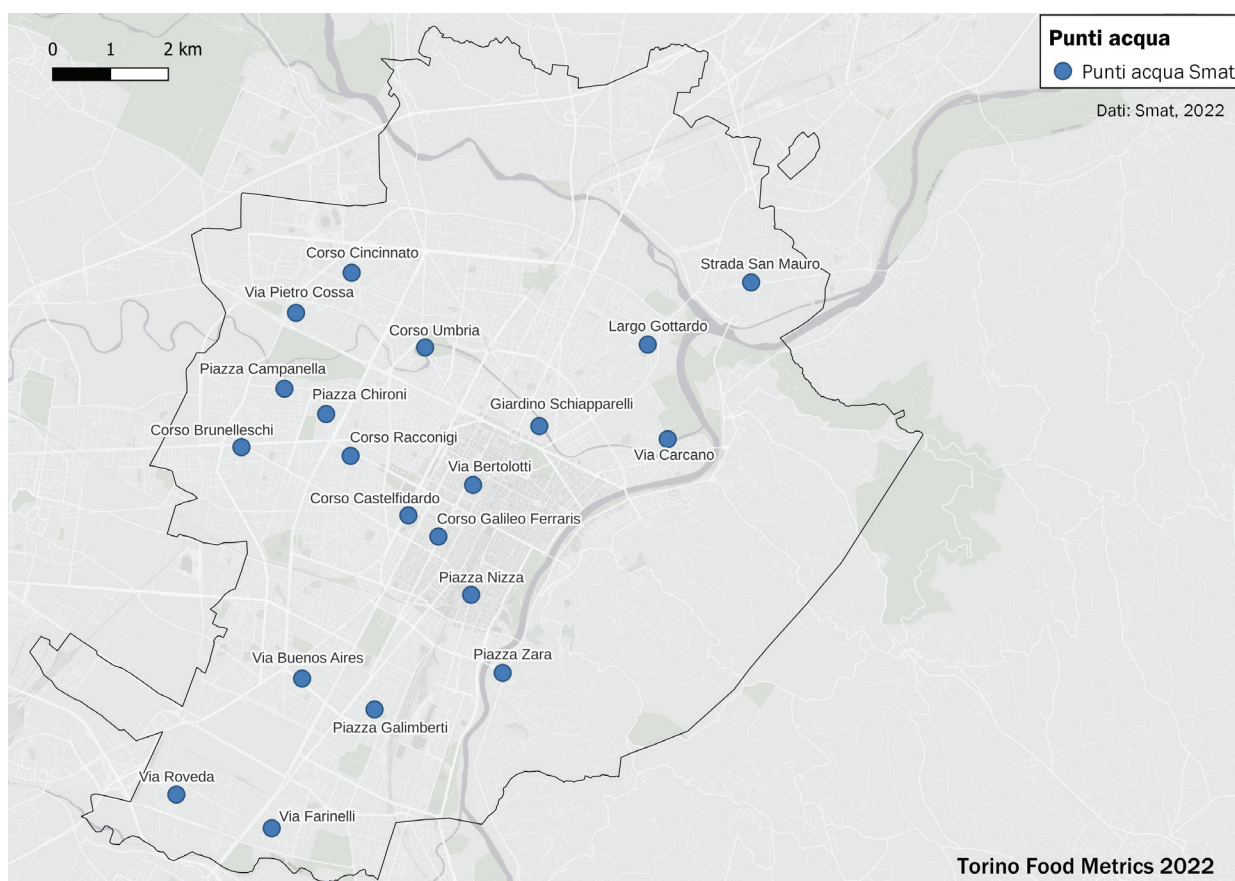 0 1 2 km
Punti acqua
Punti acqua Smat
Dati: Smat, 2022
Corso Cincinnato
Strada San Mauro
Via Pietro Cossa
Corso Umbria
Largo Gottardo
Piazza Campanella
Piazza Chironi
Giardino Schiapparelli
Corso Brunelleschi
Corso Racconigi
Via Carcano
Via Bertolotti
Corso Castelfidardo
Corso Galileo Ferraris
Piazza Nizza
Via Buenos Aires
Piazza Zara
Piazza Galimberti
Via Roveda
Via Farinelli
Torino Food Metrics 2022